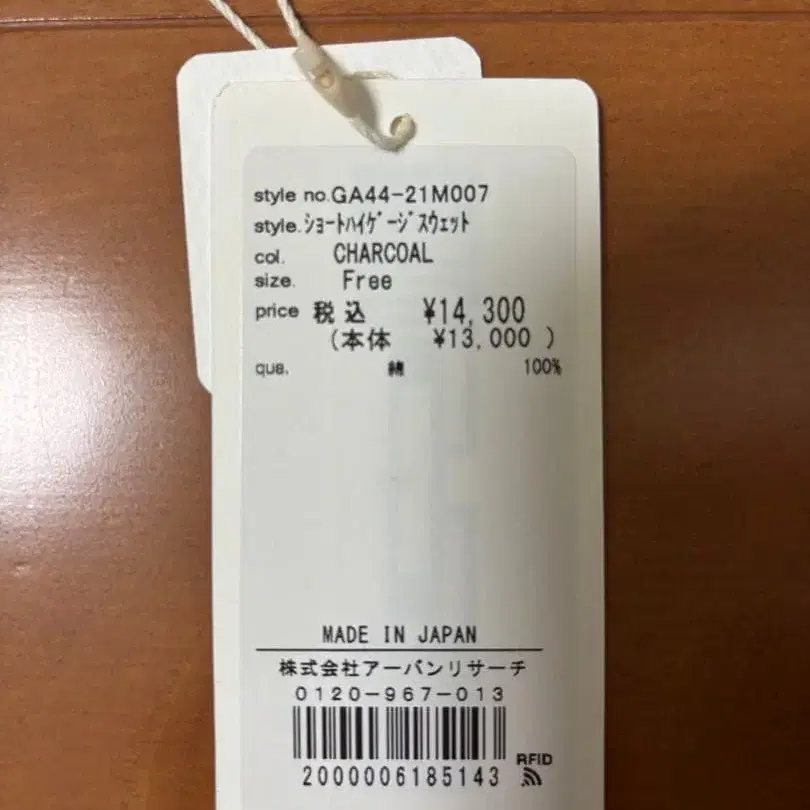 style no.GA44-21M007
style.ｼｮｰﾄﾊｲｹﾞｰｼﾞｽｳｪｯﾄ
col. CHARCOAL
size. Free
price 税込 ¥14,300
(本体 ¥13,000 )
qua. 綿 100%
MADE IN JAPAN
株式会社アーバンリサーチ
0120-967-013
RFID
2000006185143